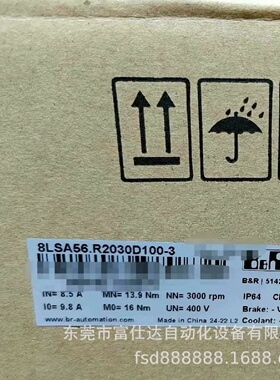 8LSA56.R2030D100-3
B&R | 5142
IN= 8.5 A MN= 13.9 Nm NN= 3000 rpm IP64
I0= 9.8 A M0= 16 Nm UN= 400 V Brake: -
www.br-automation.com Made in China 24-22 L2 Coolant: -
东莞市富仕达自动化设备有限公司
fsd888888.1688.c